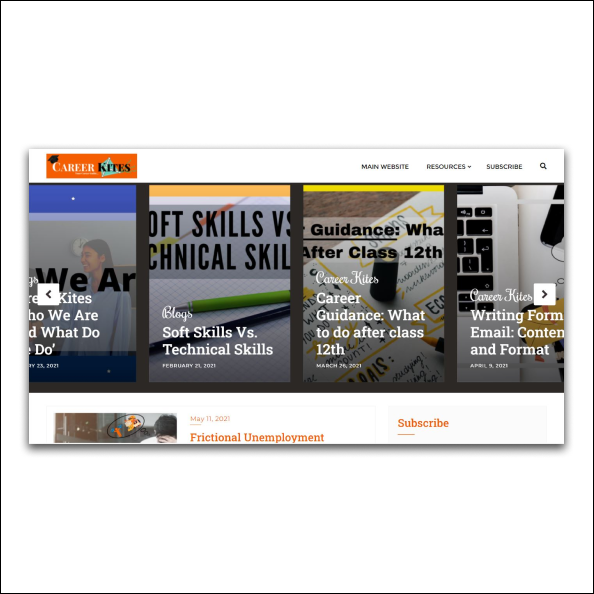 CAREER KITES
MAIN WEBSITE RESOURCES SUBSCRIBE
OFT SKILLS VS
CHNICAL SKIL
r Guidance: Wha
After Class 12th
We Ar
gs
Kites
ho We Are
d What Do
Do'
RY 23, 2021
Blogs
Soft Skills Vs.
Technical Skills
FEBRUARY 21, 2021
Career Kites
Career
Guidance: What
to do after class
12th
MARCH 26, 2021
Career Kites
Writing Form
Email: Conten
and Format
APRIL 9, 2021
May 11, 2021
Frictional Unemployment
Subscribe